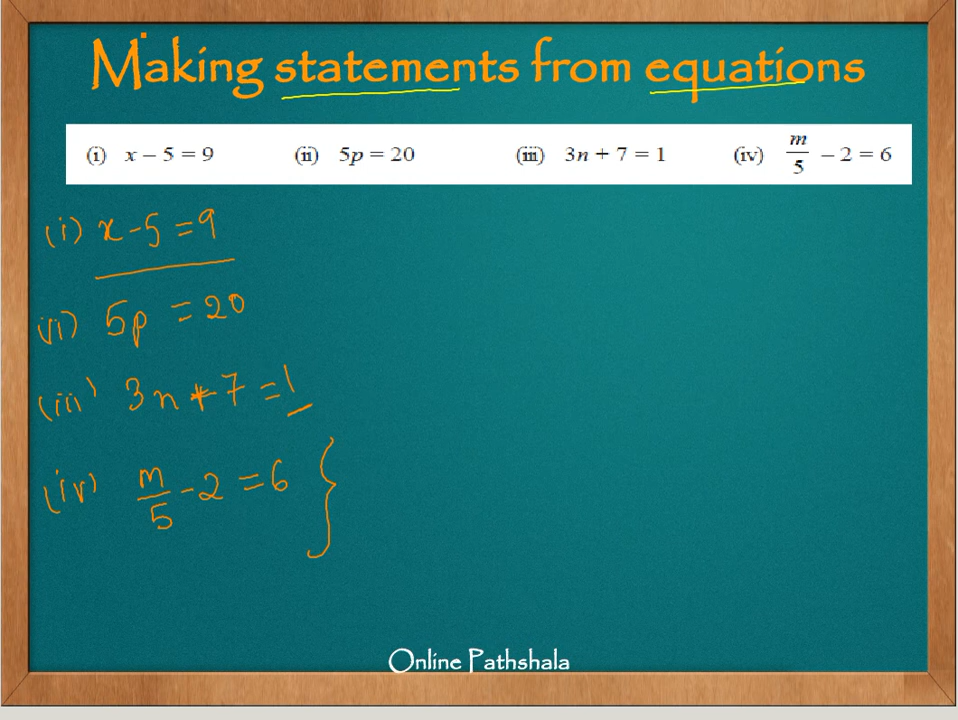 Making statements from equations
(i) x – 5 = 9 (ii) 5p = 20 (iii) 3n + 7 = 1 (iv) m/5 – 2 = 6
(i) x - 5 = 9
(ii) 5p = 20
(iii) 3n + 7 = 1
(iv) m/5 - 2 = 6 }
Online Pathshala